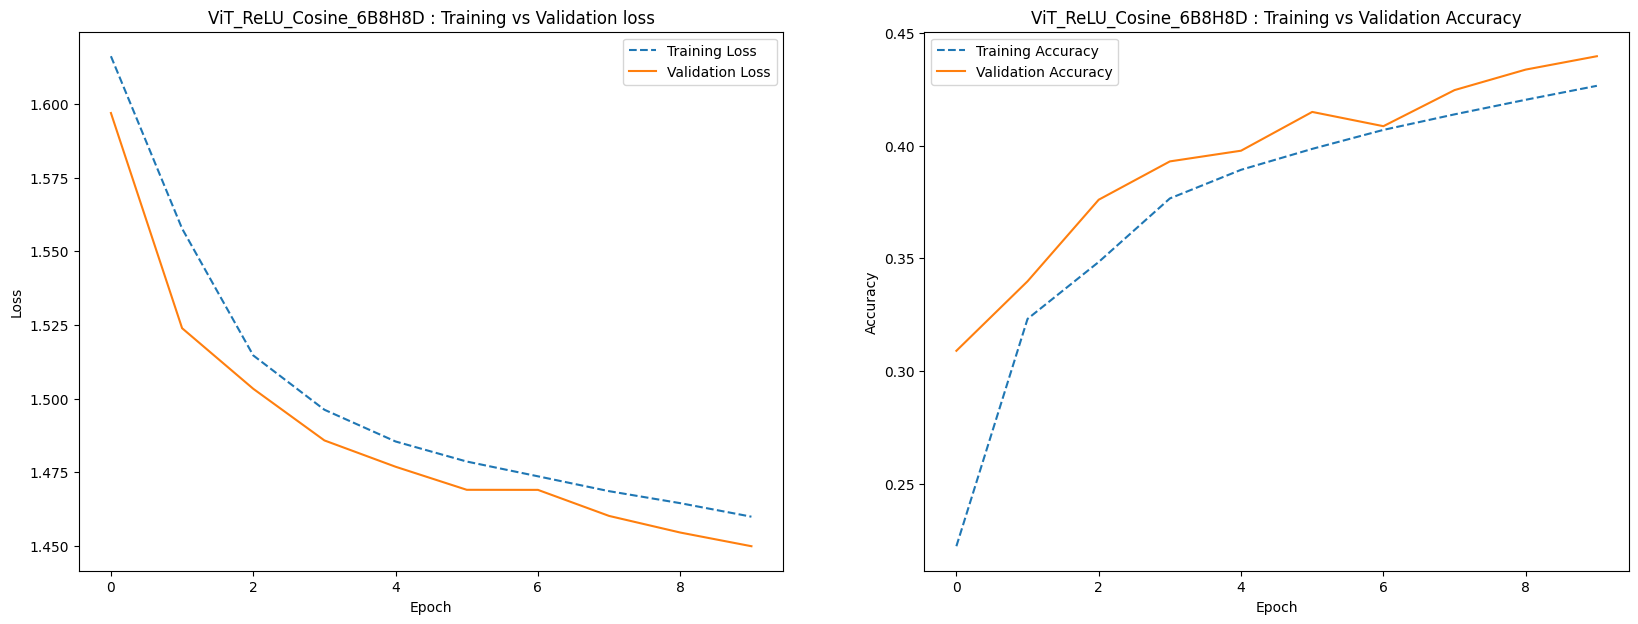 ViT_ReLU_Cosine_6B8H8D : Training vs Validation loss
Training Loss
Validation Loss
1.600
1.575
1.550
1.525
1.500
1.475
1.450
Loss
0 2 4 6 8
Epoch
ViT_ReLU_Cosine_6B8H8D : Training vs Validation Accuracy
Training Accuracy
Validation Accuracy
0.45
0.40
0.35
0.30
0.25
Accuracy
0 2 4 6 8
Epoch